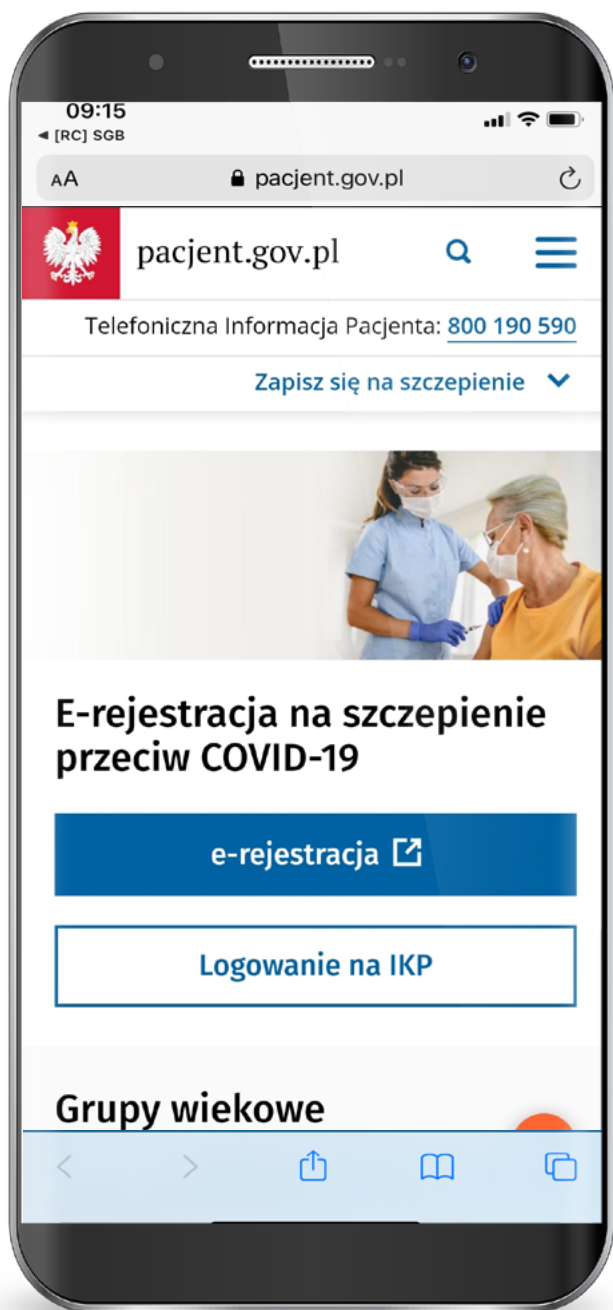 09:15
◀ [RC] SGB
AA pacjent.gov.pl
pacjent.gov.pl
Telefoniczna Informacja Pacjenta: 800 190 590
Zapisz się na szczepienie
E-rejestracja na szczepienie
przeciw COVID-19
e-rejestracja
Logowanie na IKP
Grupy wiekowe